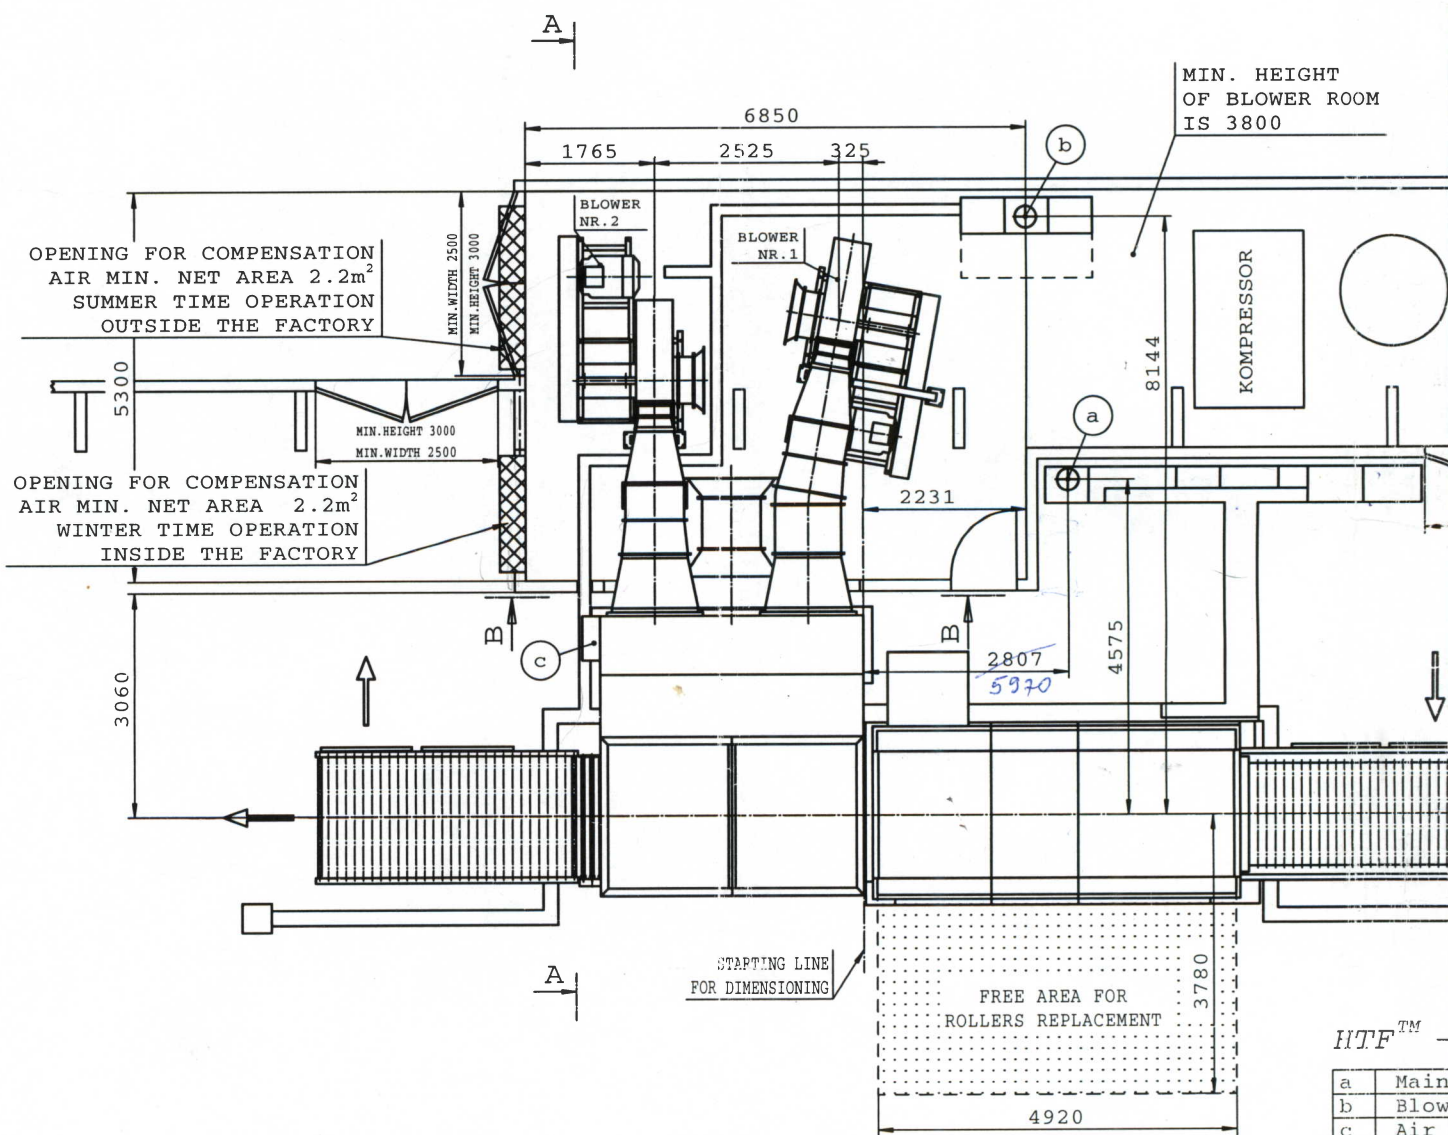 A
MIN. HEIGHT
OF BLOWER ROOM
IS 3800
6850
b
1765
2525
325
BLOWER
NR.2
BLOWER
NR.1
OPENING FOR COMPENSATION
AIR MIN. NET AREA 2.2m²
SUMMER TIME OPERATION
OUTSIDE THE FACTORY
MIN.WIDTH 2500
MIN.HEIGHT 3000
KOMPRESSOR
5300
8144
a
MIN.HEIGHT 3000
MIN.WIDTH 2500
OPENING FOR COMPENSATION
AIR MIN. NET AREA 2.2m²
WINTER TIME OPERATION
INSIDE THE FACTORY
2231
B
B
c
2807
5970
4575
3060
A
STARTING LINE
FOR DIMENSIONING
FREE AREA FOR
ROLLERS REPLACEMENT
3780
4920
HTF™ –
a Main
b Blow
c Air